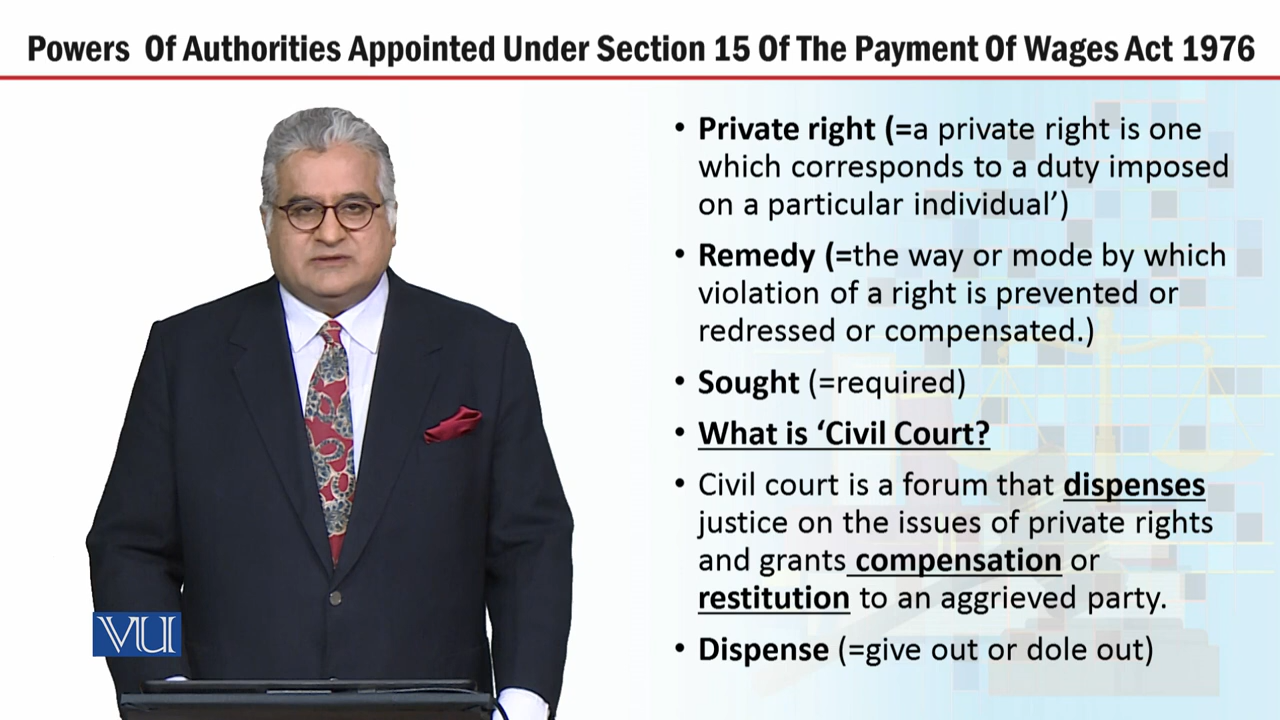 Powers Of Authorities Appointed Under Section 15 Of The Payment Of Wages Act 1976
• Private right (=a private right is one
which corresponds to a duty imposed
on a particular individual’)
• Remedy (=the way or mode by which
violation of a right is prevented or
redressed or compensated.)
• Sought (=required)
• What is ‘Civil Court?
• Civil court is a forum that dispenses
justice on the issues of private rights
and grants compensation or
restitution to an aggrieved party.
• Dispense (=give out or dole out)
VU